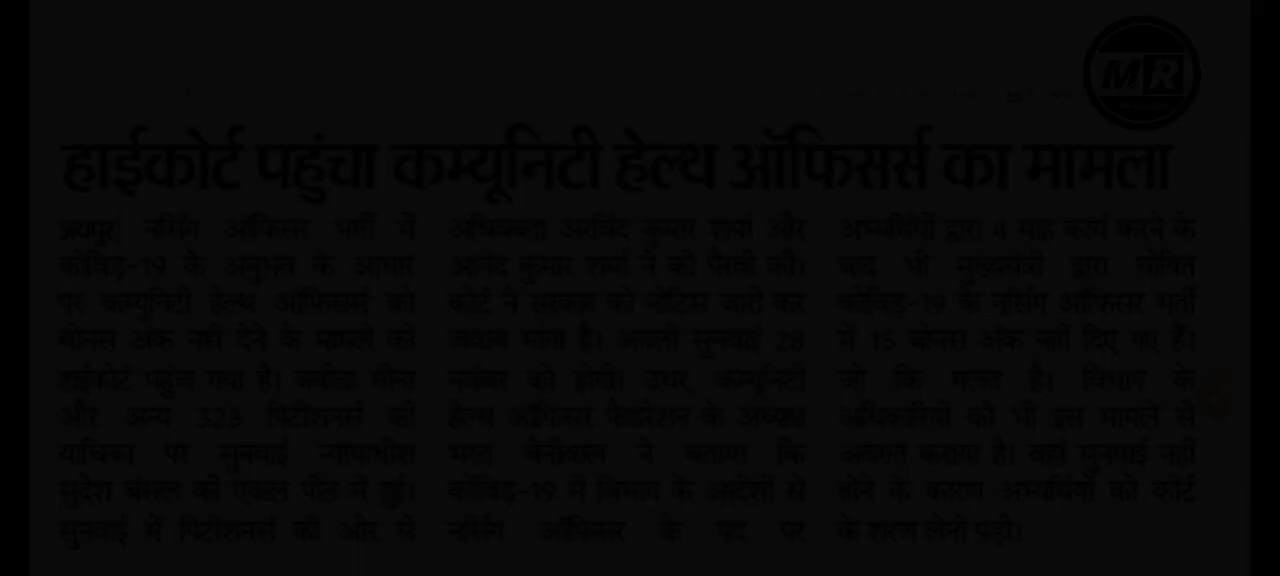 MR
हाईकोर्ट पहुंचा कम्यूनिटी हेल्थ ऑफिसर्स का मामला
जयपुर नर्सिंग ऑफिसर भर्ती में
कोविड-19 के अनुभव के आधार
पर कम्युनिटी हेल्थ ऑफिसर्स को
बोनस अंक नहीं देने के मामले को
हाईकोर्ट पहुंच गया है। बबीता मीना
और अन्य 323 पिटीशनर्स की
याचिका पर सुनवाई न्यायाधीश
सुदेश बंसल की एकल पीठ में हुई।
सुनवाई में पिटीशनर्स की ओर से
अधिवक्ता अरविंद कुमार शर्मा और
आनंद कुमार शर्मा ने की पैरवी की।
कोर्ट ने सरकार को नोटिस जारी कर
जवाब मांगा है। अगली सुनवाई 28
नवंबर को होगी। उधर, कम्यूनिटी
हेल्थ ऑफिसर फैडरेशन के अध्यक्ष
भरत बेनीवाल ने बताया कि
कोविड-19 में विभाग के आदेशों से
नर्सिंग ऑफिसर के पद पर
अभ्यर्थियों द्वारा 4 माह कार्य करने के
बाद भी मुख्यमंत्री द्वारा घोषित
कोविड-19 के नर्सिंग ऑफिसर भर्ती
में 15 बोनस अंक नहीं दिए गए हैं।
जो कि गलत है। विभाग के
अधिकारियों को भी इस मामले से
अवगत कराया है। वहां सुनवाई नहीं
होने के कारण अभ्यर्थियों को कोर्ट
के शरण लेनी पड़ी।